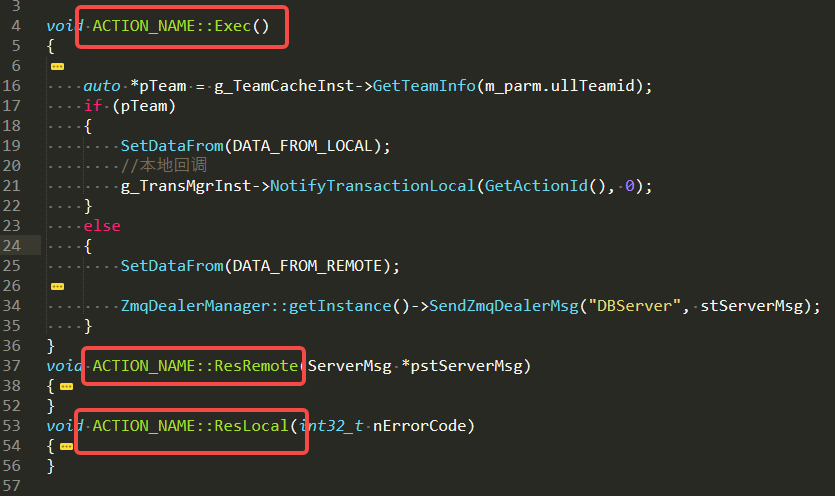 3
4 void ACTION_NAME::Exec()
5 {
6
16 auto *pTeam = g_TeamCacheInst->GetTeamInfo(m_parm.ullTeamid);
17 if (pTeam)
18 {
19 SetDataFrom(DATA_FROM_LOCAL);
20 //本地回调
21 g_TransMgrInst->NotifyTransactionLocal(GetActionId(), 0);
22 }
23 else
24 {
25 SetDataFrom(DATA_FROM_REMOTE);
26
34 ZmqDealerManager::getInstance()->SendZmqDealerMsg("DBServer", stServerMsg);
35 }
36 }
37 void ACTION_NAME::ResRemote(ServerMsg *pstServerMsg)
38 {
52 }
53 void ACTION_NAME::ResLocal(int32_t nErrorCode)
54 {
56 }
57